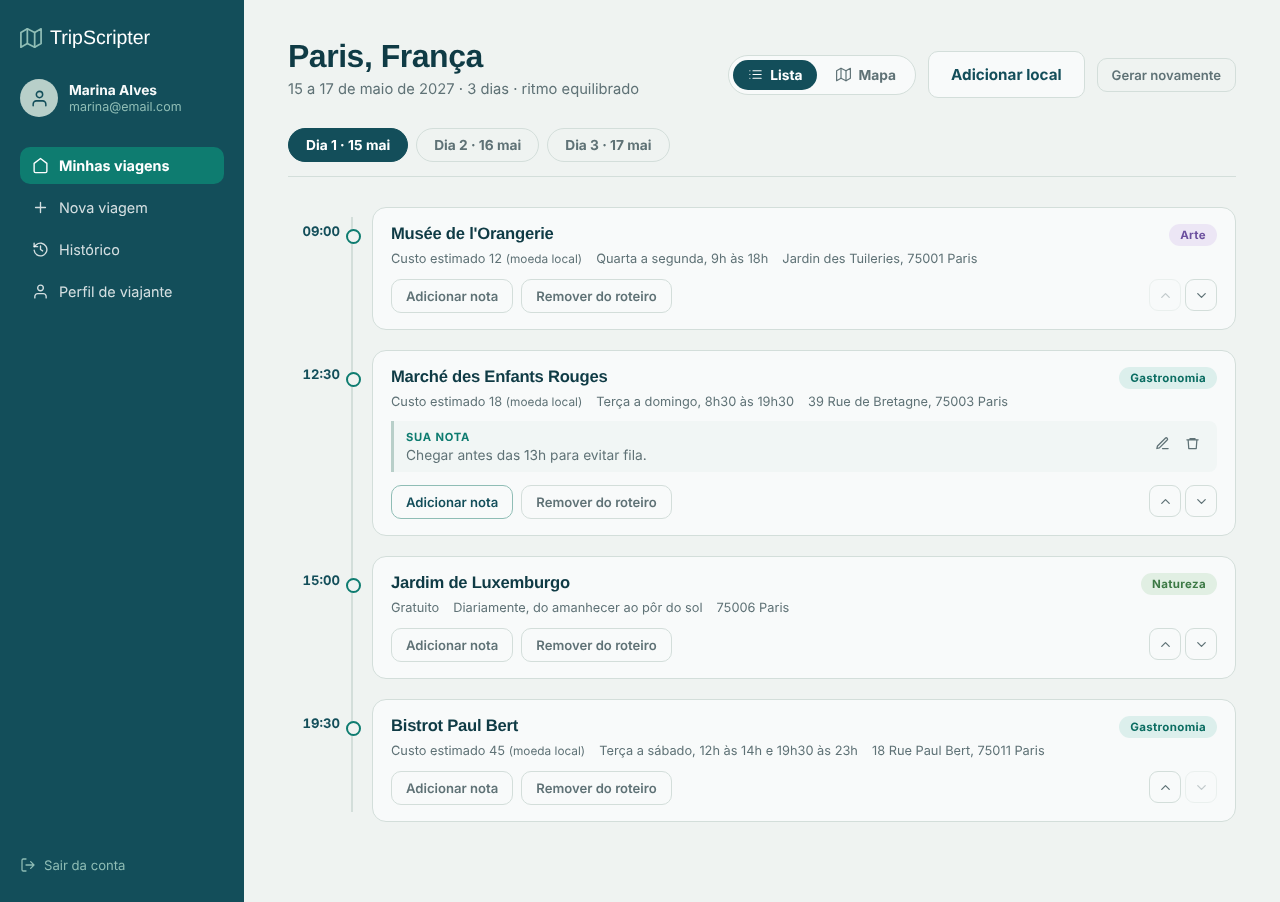 TripScripter
Marina Alves
marina@email.com
Minhas viagens
Nova viagem
Histórico
Perfil de viajante
Sair da conta
Paris, França
15 a 17 de maio de 2027 · 3 dias · ritmo equilibrado
Lista
Mapa
Adicionar local
Gerar novamente
Dia 1 · 15 mai
Dia 2 · 16 mai
Dia 3 · 17 mai
09:00
Musée de l'Orangerie
Arte
Custo estimado 12 (moeda local) Quarta a segunda, 9h às 18h Jardin des Tuileries, 75001 Paris
Adicionar nota
Remover do roteiro
12:30
Marché des Enfants Rouges
Gastronomia
Custo estimado 18 (moeda local) Terça a domingo, 8h30 às 19h30 39 Rue de Bretagne, 75003 Paris
SUA NOTA
Chegar antes das 13h para evitar fila.
Adicionar nota
Remover do roteiro
15:00
Jardim de Luxemburgo
Natureza
Gratuito Diariamente, do amanhecer ao pôr do sol 75006 Paris
Adicionar nota
Remover do roteiro
19:30
Bistrot Paul Bert
Gastronomia
Custo estimado 45 (moeda local) Terça a sábado, 12h às 14h e 19h30 às 23h 18 Rue Paul Bert, 75011 Paris
Adicionar nota
Remover do roteiro